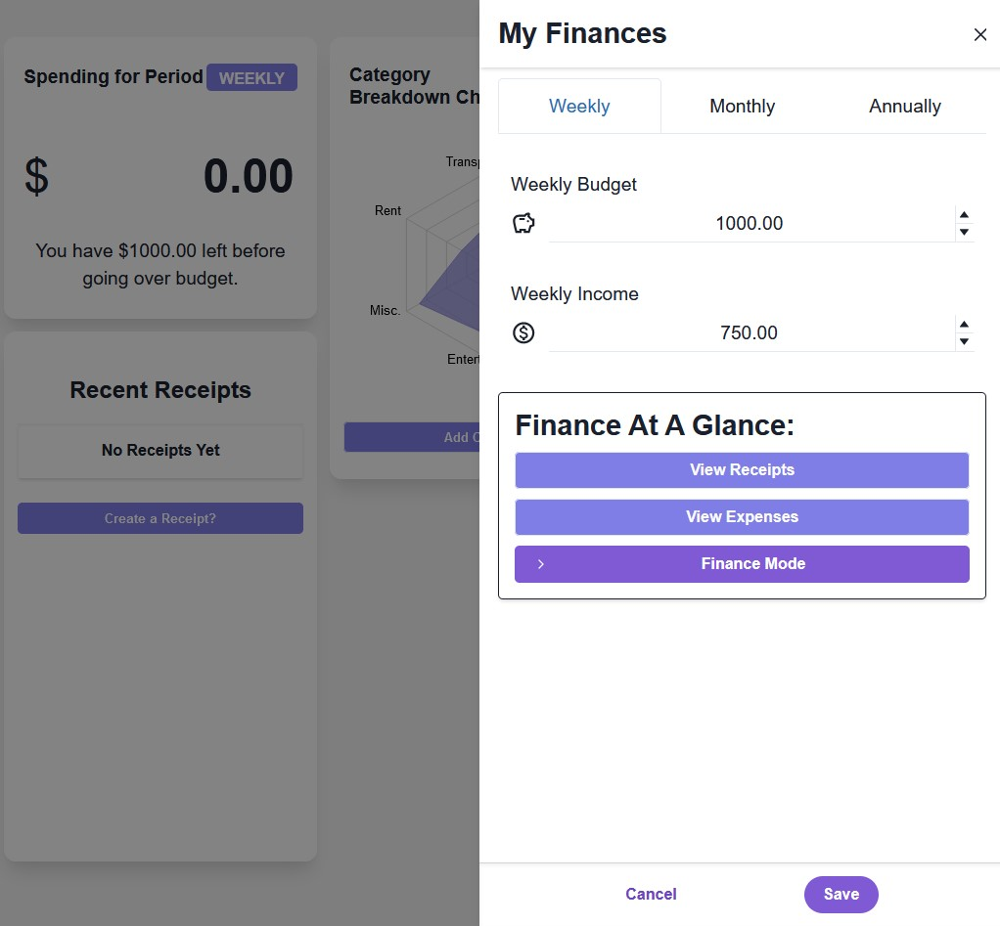 Spending for Period WEEKLY
$ 0.00
You have $1000.00 left before
going over budget.
Recent Receipts
No Receipts Yet
Create a Receipt?
Category
Breakdown Ch
Transp
Rent
Misc.
Entert
Add C
My Finances
Weekly Monthly Annually
Weekly Budget
1000.00
Weekly Income
750.00
Finance At A Glance:
View Receipts
View Expenses
Finance Mode
Cancel Save